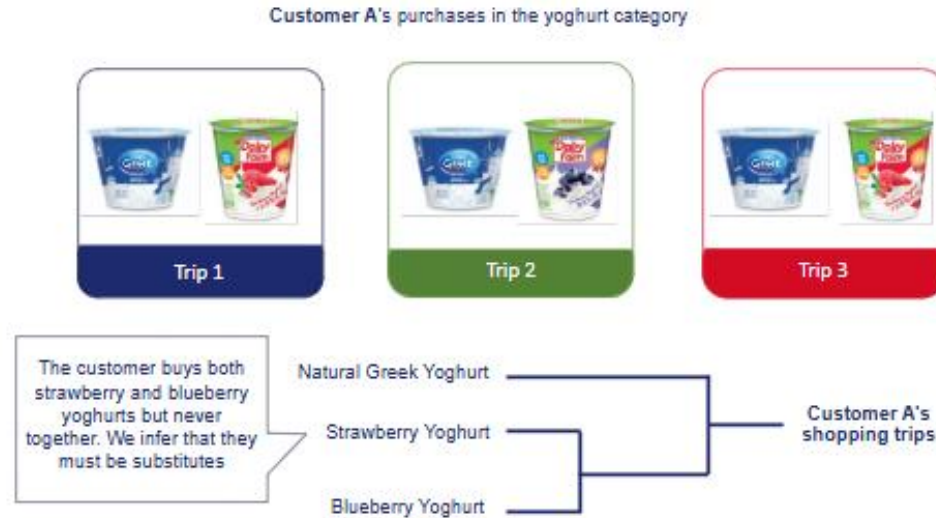 Customer A's purchases in the yoghurt category
Trip 1
Trip 2
Trip 3
The customer buys both
strawberry and blueberry
yoghurts but never
together. We infer that they
must be substitutes
Natural Greek Yoghurt
Strawberry Yoghurt
Blueberry Yoghurt
Customer A's
shopping trips